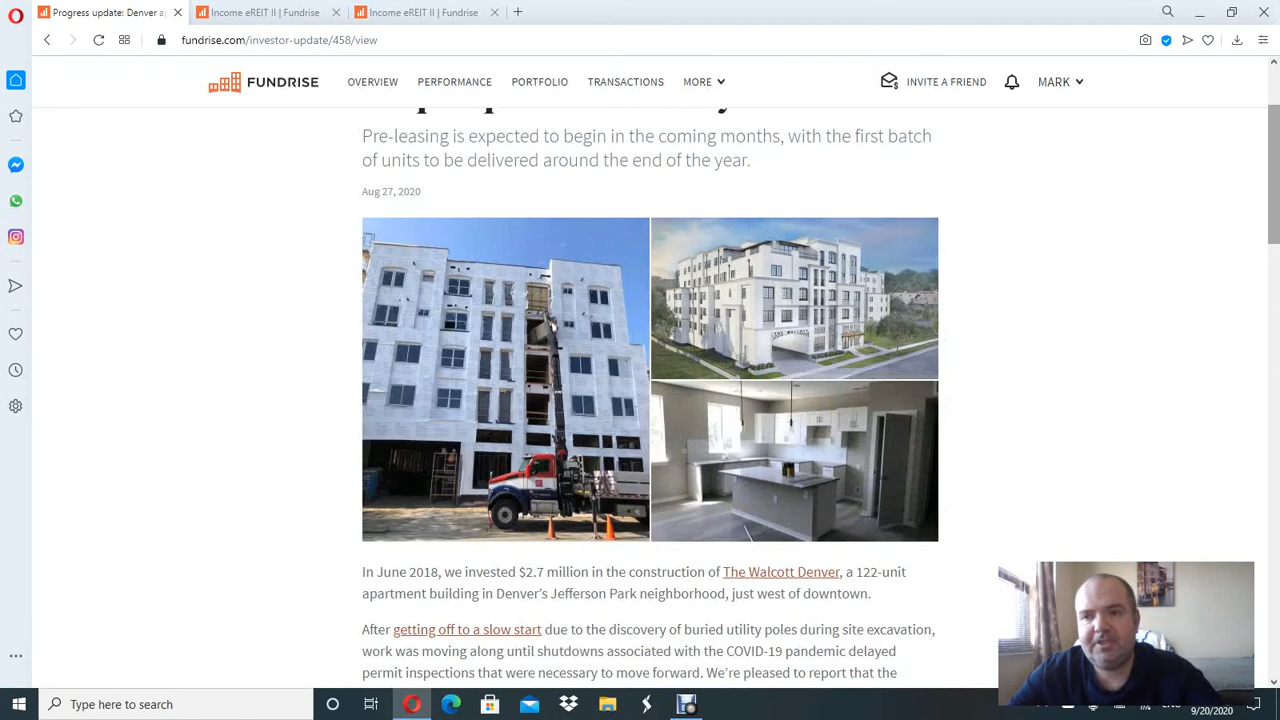 Progress update: Denver a
Income eREIT II | Fundrise
Income eREIT II | Fundrise
fundrise.com/investor-update/458/view
FUNDRISE
OVERVIEW
PERFORMANCE
PORTFOLIO
TRANSACTIONS
MORE
INVITE A FRIEND
MARK
Pre-leasing is expected to begin in the coming months, with the first batch
of units to be delivered around the end of the year.
Aug 27, 2020
In June 2018, we invested $2.7 million in the construction of The Walcott Denver, a 122-unit
apartment building in Denver's Jefferson Park neighborhood, just west of downtown.
After getting off to a slow start due to the discovery of buried utility poles during site excavation,
work was moving along until shutdowns associated with the COVID-19 pandemic delayed
permit inspections that were necessary to move forward. We're pleased to report that the
Type here to search
9/20/2020